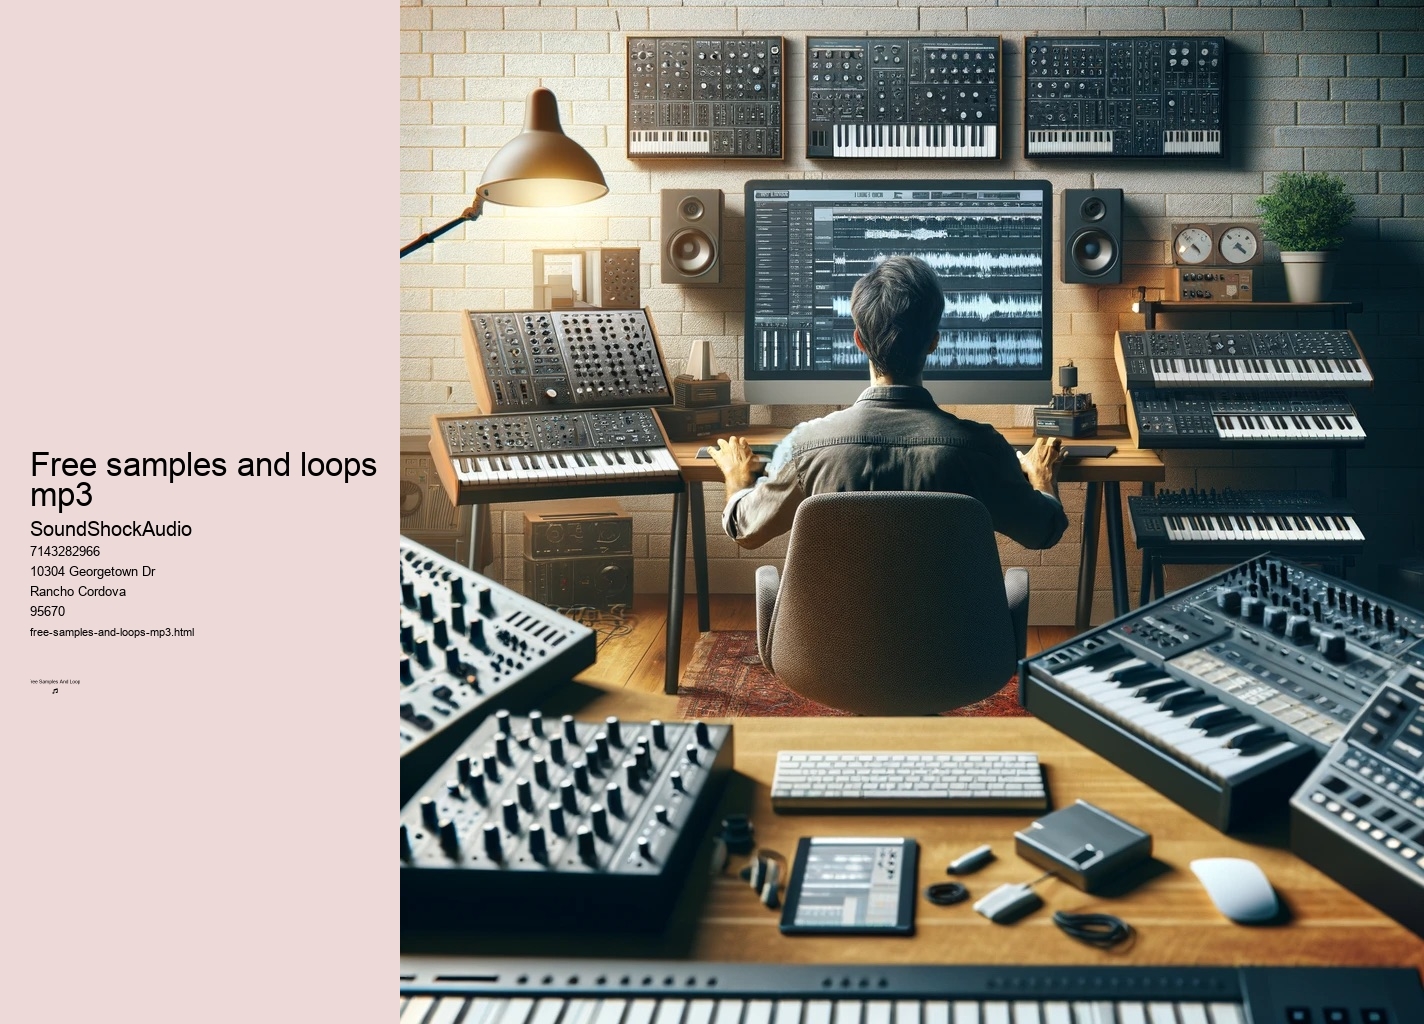 Free samples and loops
mp3
SoundShockAudio
7143282966
10304 Georgetown Dr
Rancho Cordova
95670
free-samples-and-loops-mp3.html
ree Samples And Loop